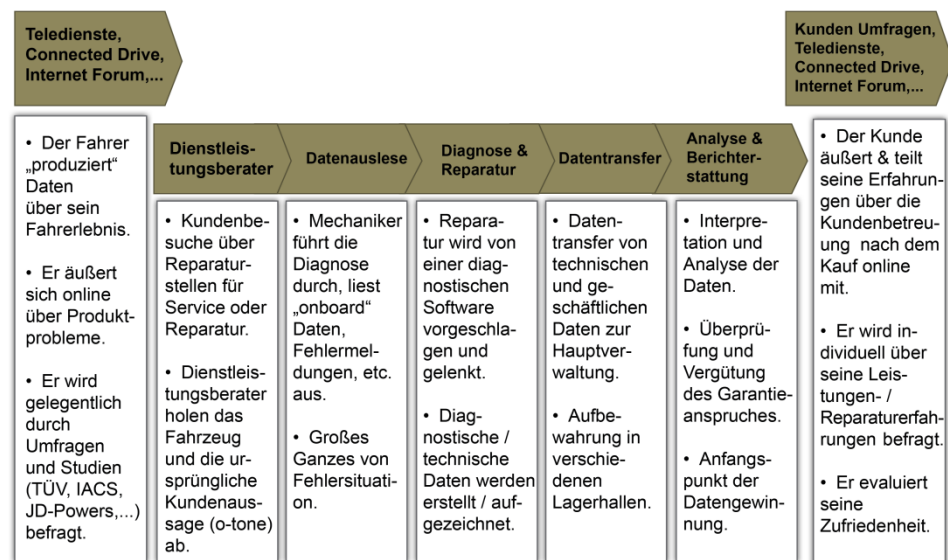 Teledienste,
Connected Drive,
Internet Forum,...
• Der Fahrer
„produziert“
Daten
über sein
Fahrerlebnis.
• Er äußert
sich online
über Produkt-
probleme.
• Er wird
gelegentlich
durch
Umfragen
und Studien
(TÜV, IACS,
JD-Powers,...)
befragt.
Dienstleis-
tungsberater
• Kundenbe-
suche über
Reparatur-
stellen für
Service oder
Reparatur.
• Dienstleis-
tungsberater
holen das
Fahrzeug
und die ur-
sprüngliche
Kundenaus-
sage (o-tone)
ab.
Datenauslese
• Mechaniker
führt die
Diagnose
durch, liest
„onboard“
Daten,
Fehlermel-
dungen, etc.
aus.
• Großes
Ganzes von
Fehlersituati-
on.
Diagnose &
Reparatur
• Repara-
tur wird von
einer diag-
nostischen
Software
vorgeschla-
gen und
gelenkt.
• Diag-
nostische /
technische
Daten werden
erstellt / auf-
gezeichnet.
Datentransfer
• Daten-
transfer von
technischen
und ge-
schäftlichen
Daten zur
Hauptver-
waltung.
• Aufbe-
wahrung in
verschie-
denen
Lagerhallen.
Analyse &
Berichter-
stattung
• Interpre-
tation und
Analyse der
Daten.
• Überprü-
fung und
Vergütung
des Garantie-
anspruches.
• Anfangs-
punkt der
Datengewin-
nung.
Kunden Umfragen,
Teledienste,
Connected Drive,
Internet Forum,...
• Der Kunde
äußert & teilt
seine Erfahrun-
gen über die
Kundenbetreu-
ung nach dem
Kauf online
mit.
• Er wird in-
dividuell über
seine Leis-
tungen- /
Reparaturerfah-
rungen befragt.
• Er evaluiert
seine
Zufriedenheit.